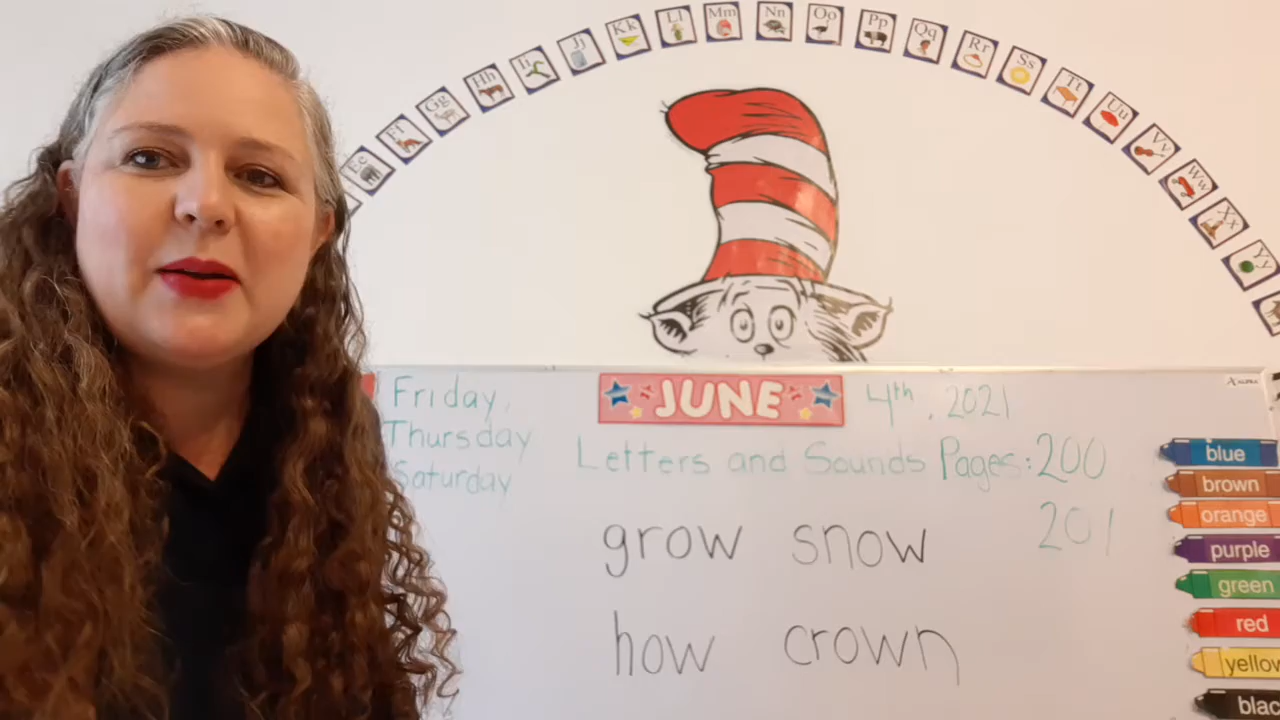 Ee Ff Gg Hh Ii Jj Kk Ll Mm Nn Oo Pp Qq Rr Ss Tt Uu Vv Ww Xx Yy
Friday, JUNE 4th, 2021
Thursday
Saturday
Letters and Sounds Pages: 200
201
grow snow
how crown
blue
brown
orange
purple
green
red
yellow
blac